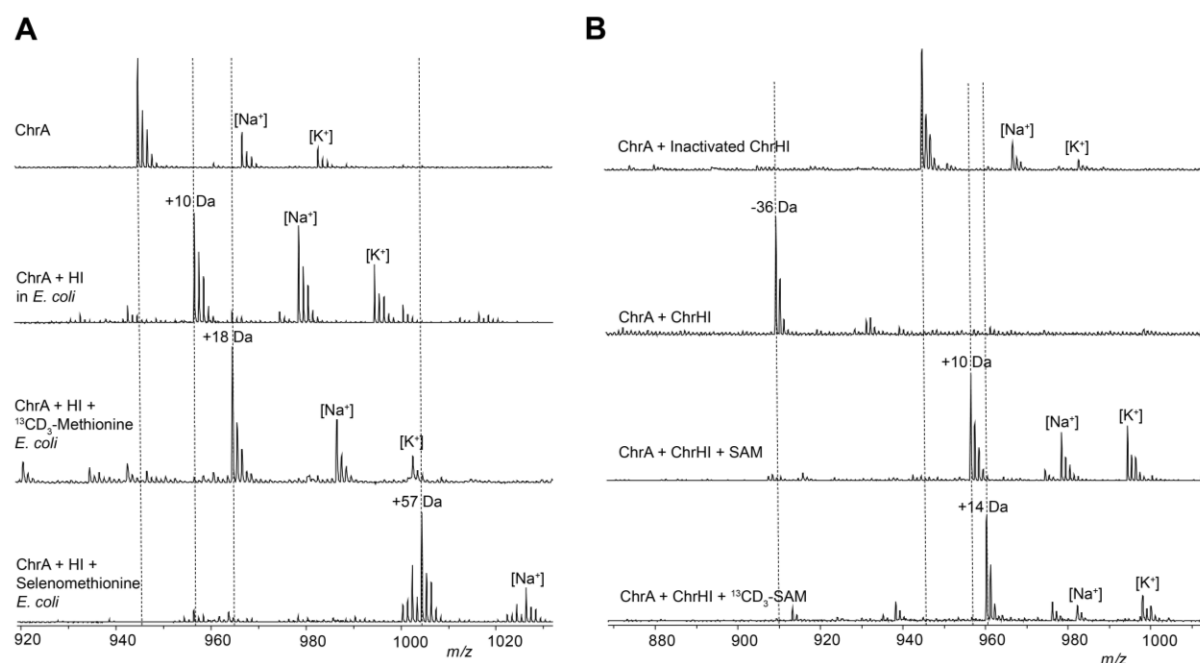 A
ChrA
[Na⁺]
[K⁺]
+10 Da
ChrA + HI
in E. coli
[Na⁺]
[K⁺]
+18 Da
ChrA + HI +
¹³CD₃-Methionine
E. coli
[Na⁺]
[K⁺]
+57 Da
ChrA + HI +
Selenomethionine
E. coli
[Na⁺]
920 940 960 980 1000 1020
m/z
B
ChrA + Inactivated ChrHI
[Na⁺]
[K⁺]
-36 Da
ChrA + ChrHI
+10 Da
ChrA + ChrHI + SAM
[Na⁺]
[K⁺]
+14 Da
ChrA + ChrHI + ¹³CD₃-SAM
[Na⁺]
[K⁺]
880 900 920 940 960 980 1000
m/z